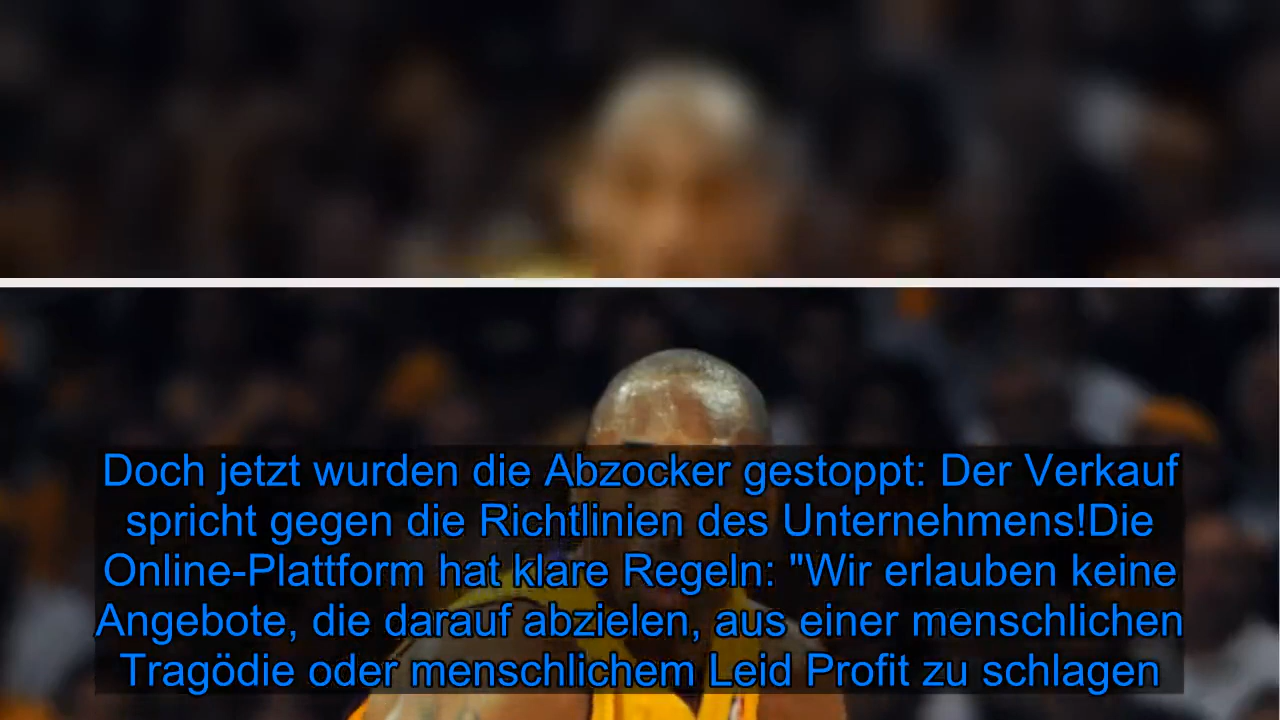 Doch jetzt wurden die Abzocker gestoppt: Der Verkauf
spricht gegen die Richtlinien des Unternehmens!Die
Online-Plattform hat klare Regeln: "Wir erlauben keine
Angebote, die darauf abzielen, aus einer menschlichen
Tragödie oder menschlichem Leid Profit zu schlagen